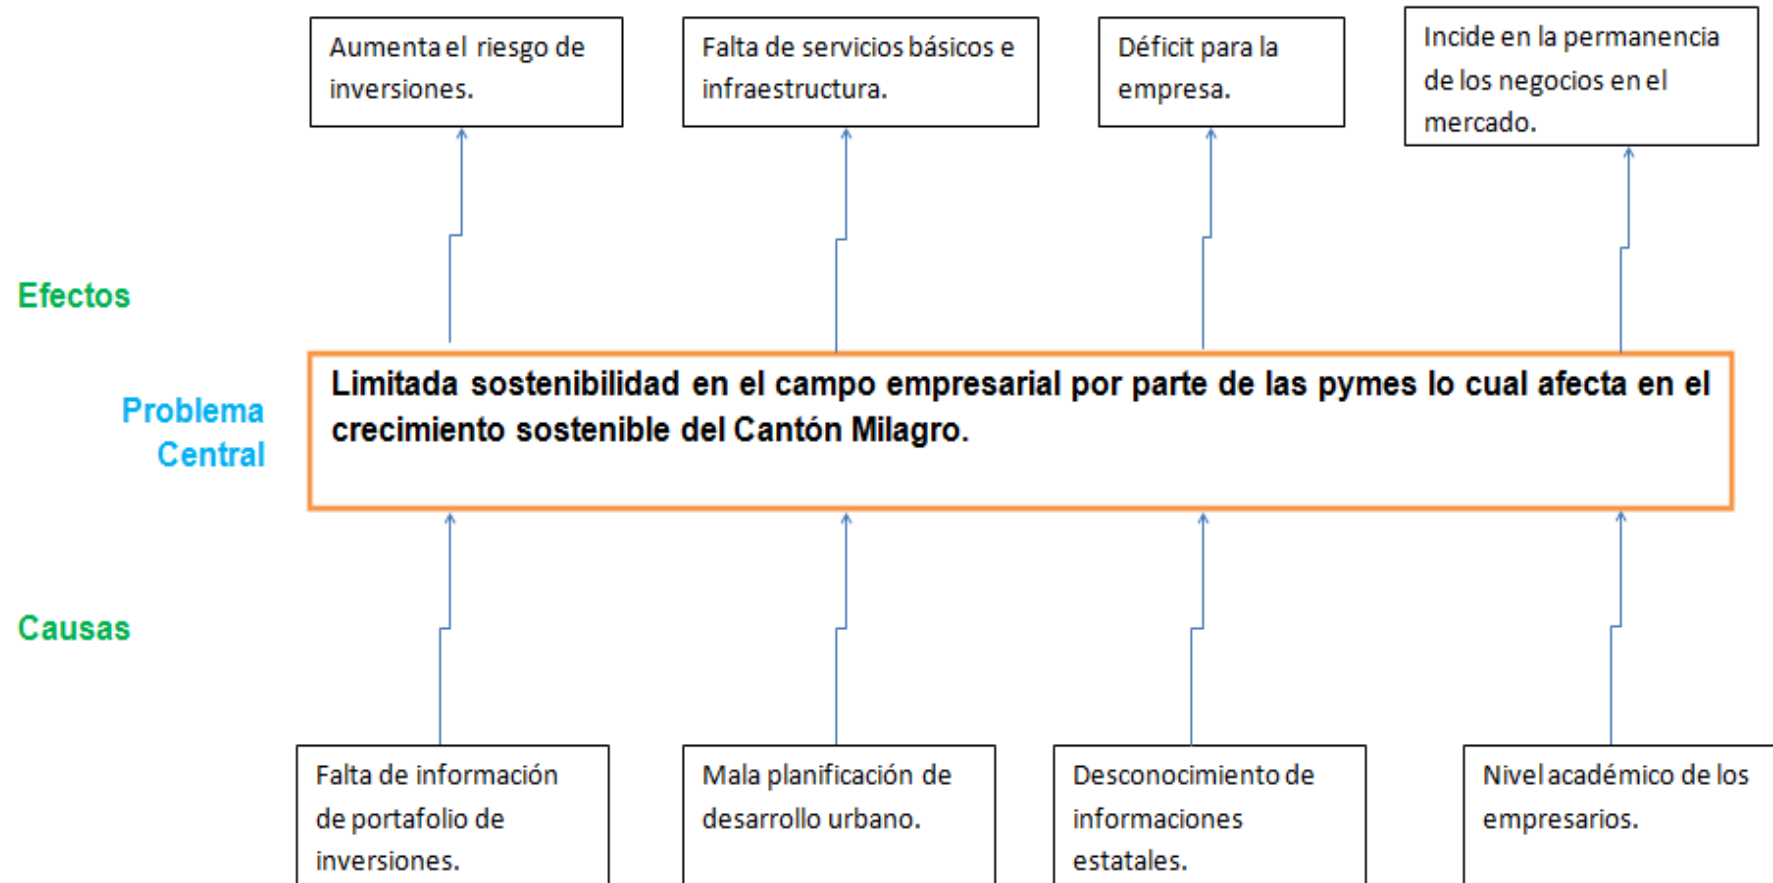 Aumenta el riesgo de
inversiones.
Falta de servicios básicos e
infraestructura.
Déficit para la
empresa.
Incide en la permanencia
de los negocios en el
mercado.
Efectos
Problema
Central
Limitada sostenibilidad en el campo empresarial por parte de las pymes lo cual afecta en el
crecimiento sostenible del Cantón Milagro.
Causas
Falta de información
de portafolio de
inversiones.
Mala planificación de
desarrollo urbano.
Desconocimiento de
informaciones
estatales.
Nivel académico de los
empresarios.